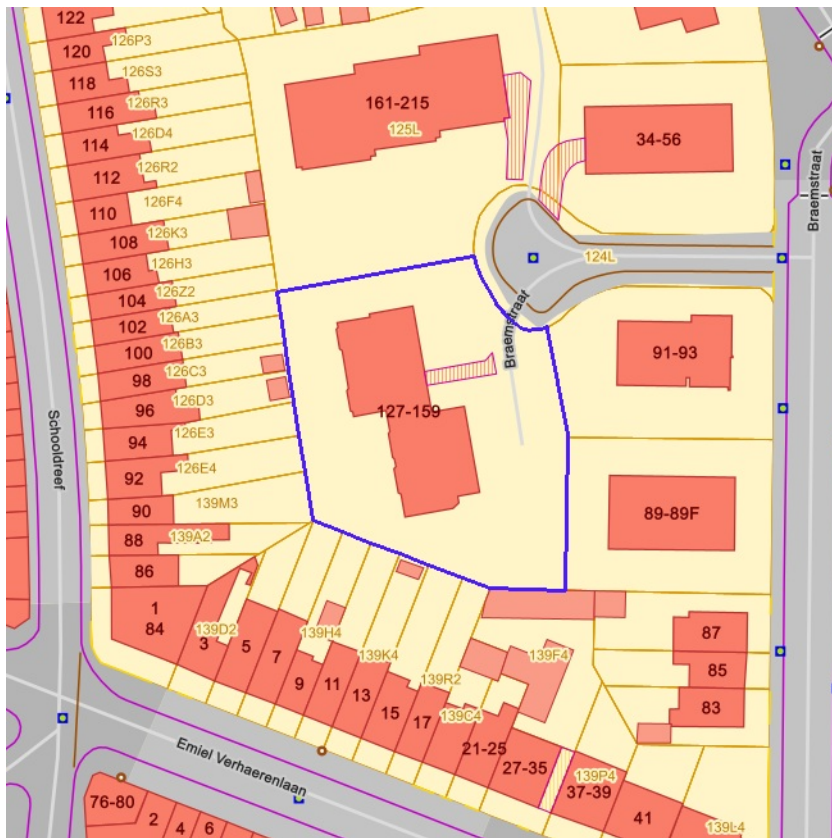 122
126P3
120
126S3
118
126R3
116
126D4
114
126R2
112
126F4
110
126K3
108
126H3
106
126Z2
104
126A3
102
126B3
100
126C3
98
126D3
96
126E3
94
126E4
92
139M3
90
139A2
88
86
1
84
161-215
125L
34-56
Braemstraat
124L
Braemstraat
91-93
127-159
89-89F
Schooldreef
139D2
3
5
139H4
7
9
139K4
11
13
139R2
15
17
139C4
139F4
21-25
27-35
139P4
37-39
41
139L4
87
85
83
Emiel Verhaerenlaan
76-80
2
4
6